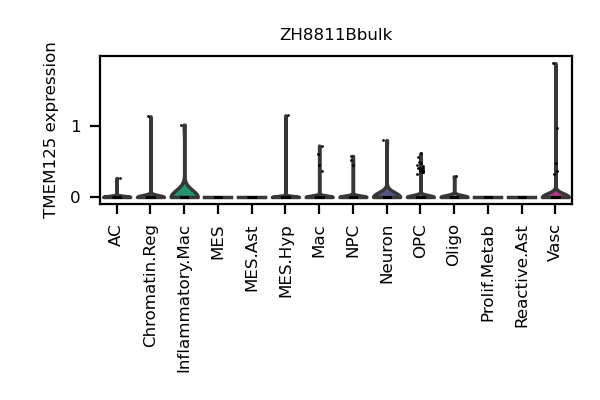 ZH8811Bbulk
TMEM125 expression
1
0
AC
Chromatin.Reg
Inflammatory.Mac
MES
MES.Ast
MES.Hyp
Mac
NPC
Neuron
OPC
Oligo
Prolif.Metab
Reactive.Ast
Vasc